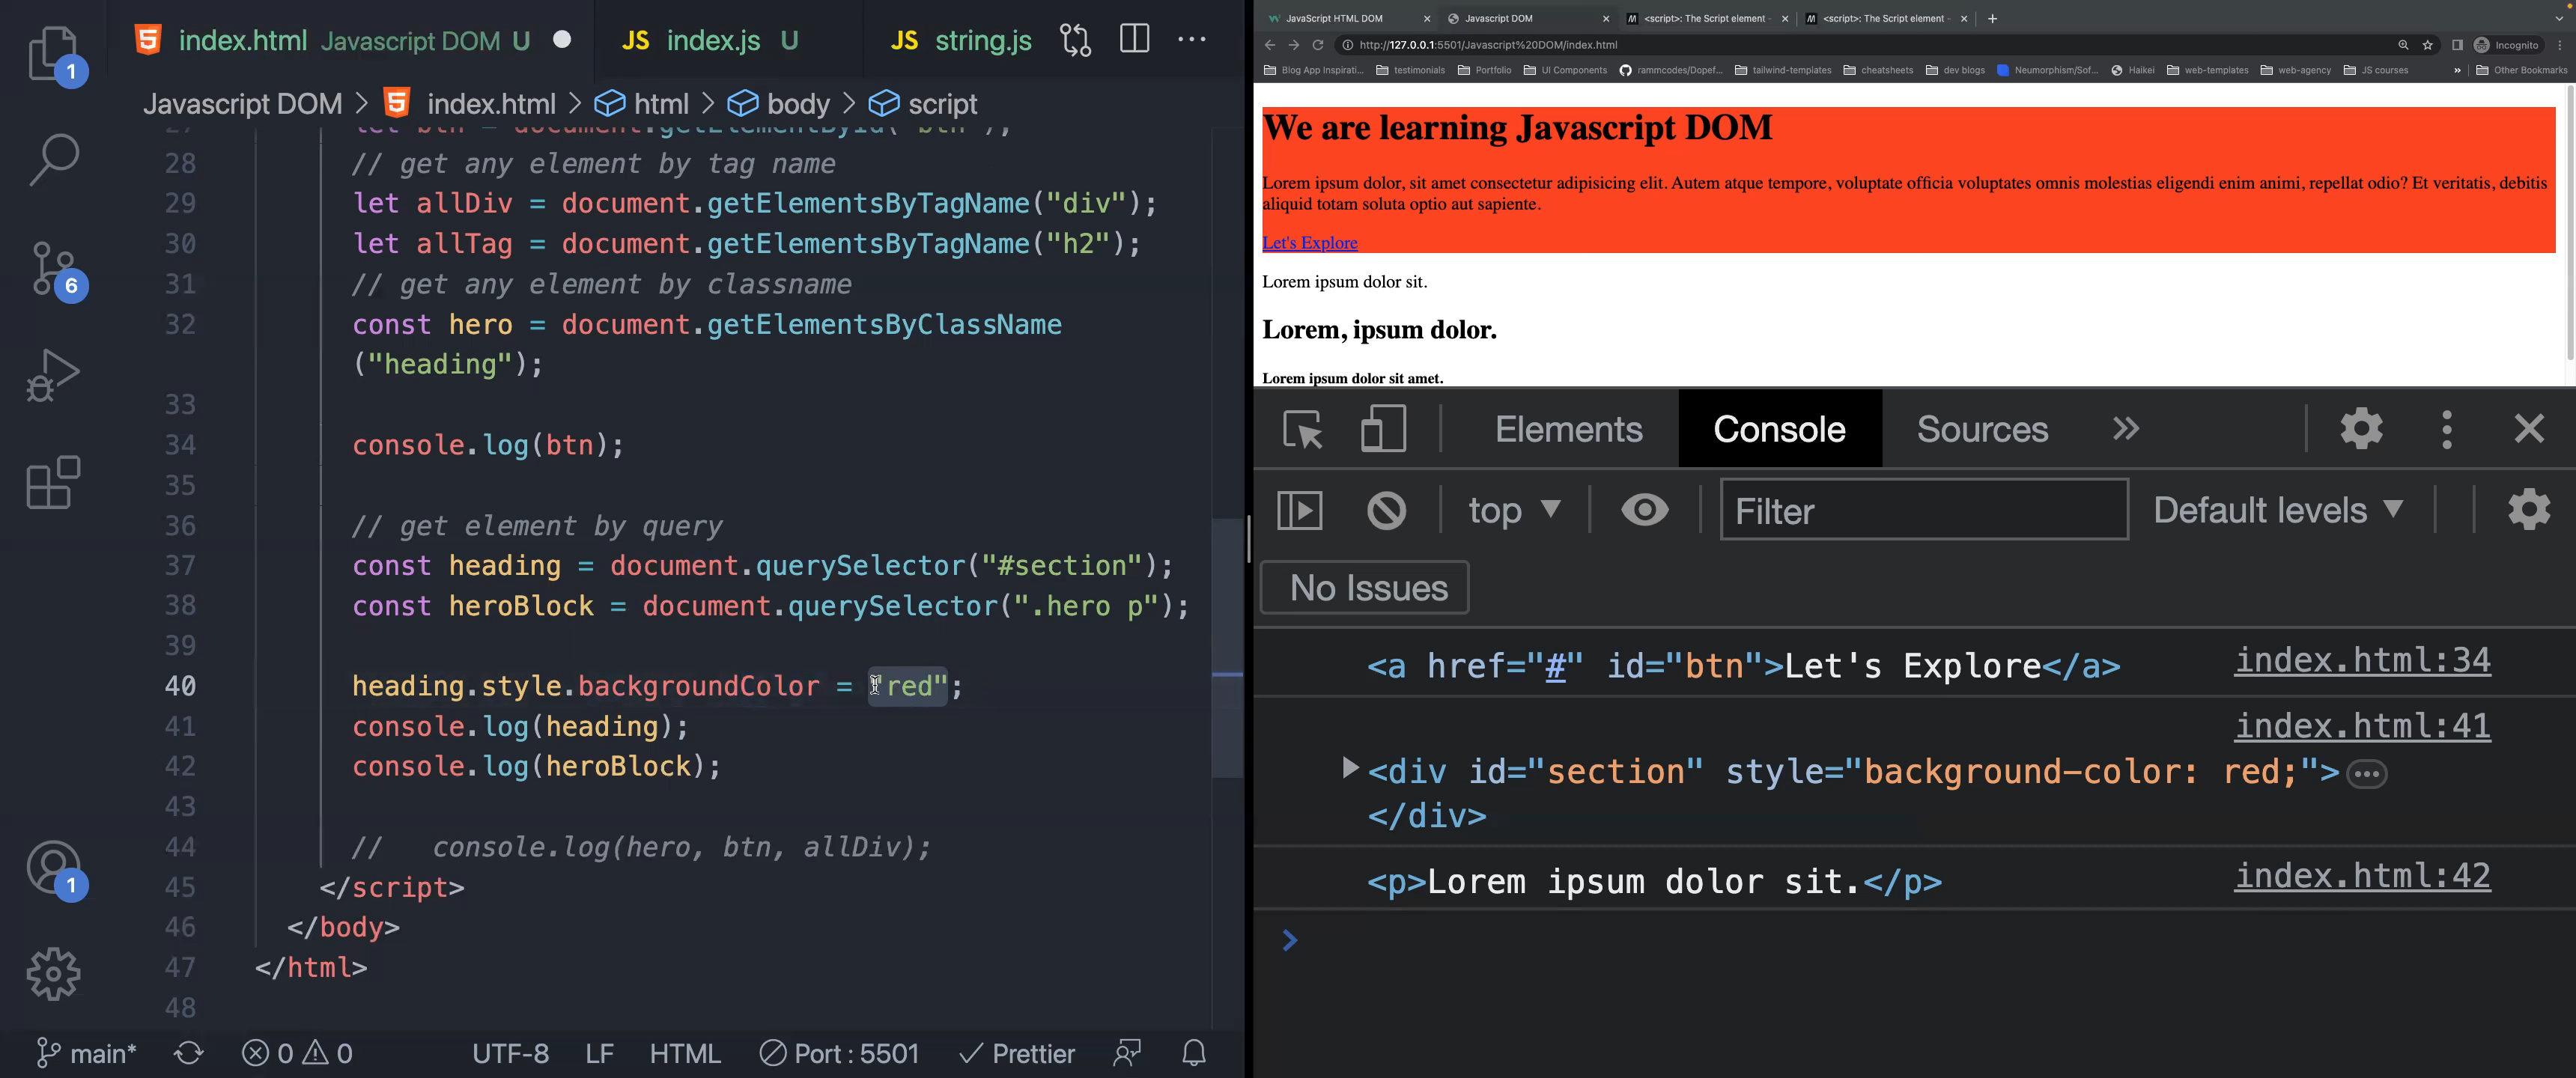 index.html Javascript DOM U
JS index.js U
JS string.js
Javascript DOM > index.html > html > body > script
27 let btn = document.getElementById("btn");
28 // get any element by tag name
29 let allDiv = document.getElementsByTagName("div");
30 let allTag = document.getElementsByTagName("h2");
31 // get any element by classname
32 const hero = document.getElementsByClassName
("heading");
33
34 console.log(btn);
35
36 // get element by query
37 const heading = document.querySelector("#section");
38 const heroBlock = document.querySelector(".hero p");
39
40 heading.style.backgroundColor = "red";
41 console.log(heading);
42 console.log(heroBlock);
43
44 //   console.log(hero, btn, allDiv);
45 </script>
46 </body>
47 </html>
48
1
6
1
main* 0 0 UTF-8 LF HTML Port : 5501 Prettier
JavaScript HTML DOM
Javascript DOM
<script>: The Script element -
<script>: The Script element -
http://127.0.0.1:5501/Javascript%20DOM/index.html
Incognito
Blog App Inspirati... testimonials Portfolio UI Components rammcodes/Dopef... tailwind-templates cheatsheets dev blogs Neumorphism/Sof... Haikei web-templates web-agency JS courses » Other Bookmarks
We are learning Javascript DOM
Lorem ipsum dolor, sit amet consectetur adipisicing elit. Autem atque tempore, voluptate officia voluptates omnis molestias eligendi enim animi, repellat odio? Et veritatis, debitis
aliquid totam soluta optio aut sapiente.
Let's Explore
Lorem ipsum dolor sit.
Lorem, ipsum dolor.
Lorem ipsum dolor sit amet.
Elements Console Sources »
top Filter Default levels
No Issues
<a href="#" id="btn">Let's Explore</a> index.html:34
index.html:41
<div id="section" style="background-color: red;">…
</div>
<p>Lorem ipsum dolor sit.</p> index.html:42